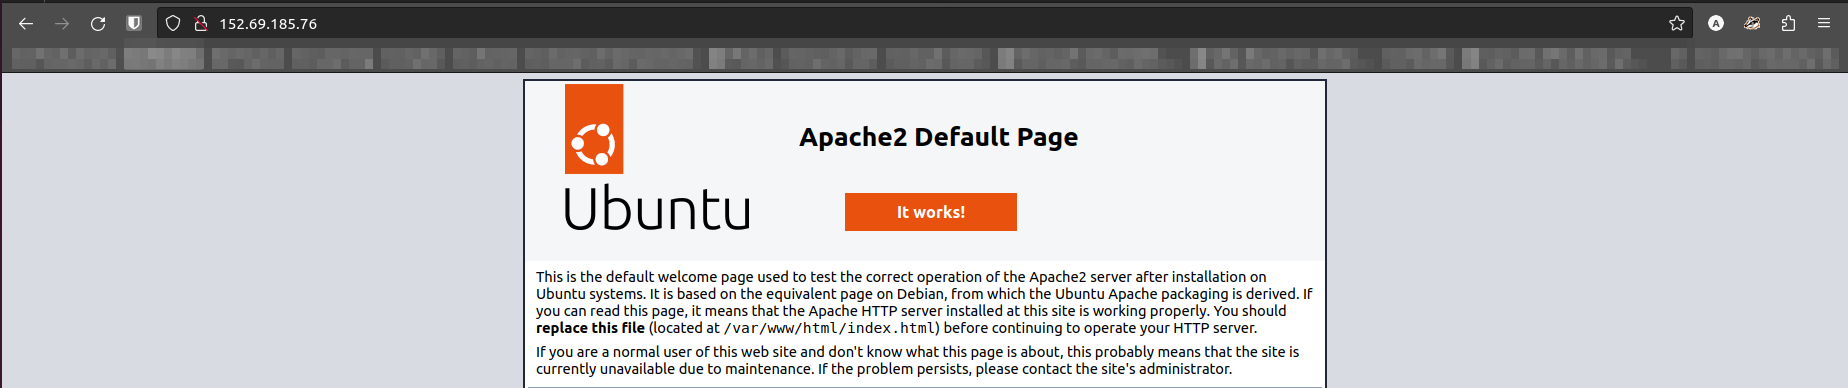 152.69.185.76
A
Apache2 Default Page
Ubuntu
It works!
This is the default welcome page used to test the correct operation of the Apache2 server after installation on
Ubuntu systems. It is based on the equivalent page on Debian, from which the Ubuntu Apache packaging is derived. If
you can read this page, it means that the Apache HTTP server installed at this site is working properly. You should
replace this file (located at /var/www/html/index.html) before continuing to operate your HTTP server.
If you are a normal user of this web site and don't know what this page is about, this probably means that the site is
currently unavailable due to maintenance. If the problem persists, please contact the site's administrator.